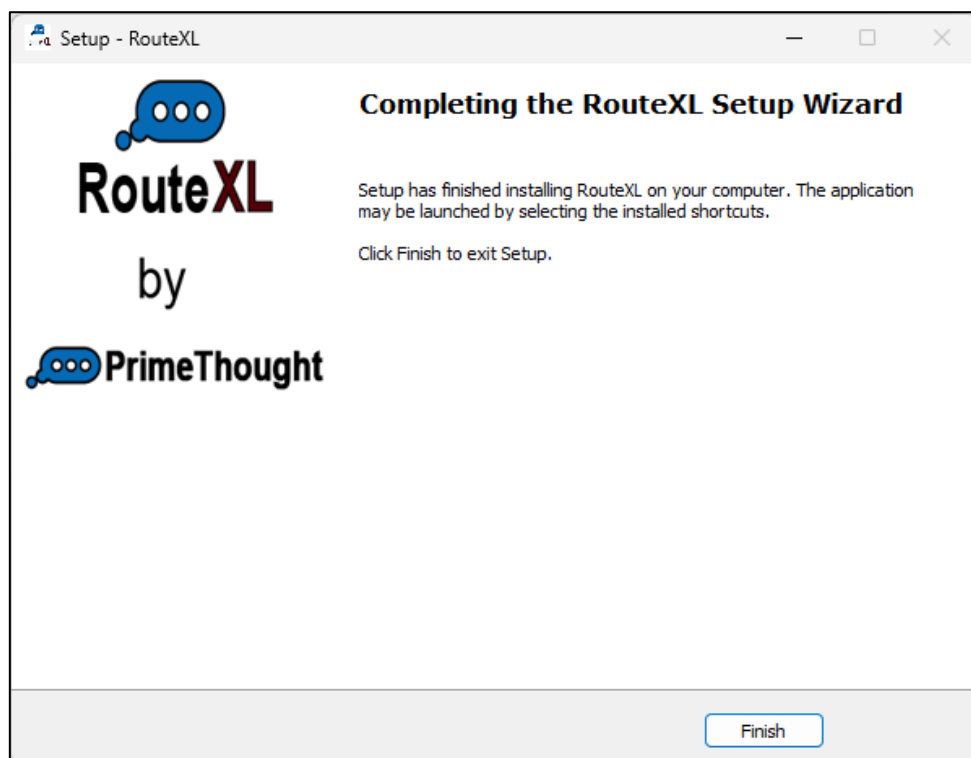 Setup - RouteXL
RouteXL
by
PrimeThought
Completing the RouteXL Setup Wizard
Setup has finished installing RouteXL on your computer. The application
may be launched by selecting the installed shortcuts.
Click Finish to exit Setup.
Finish